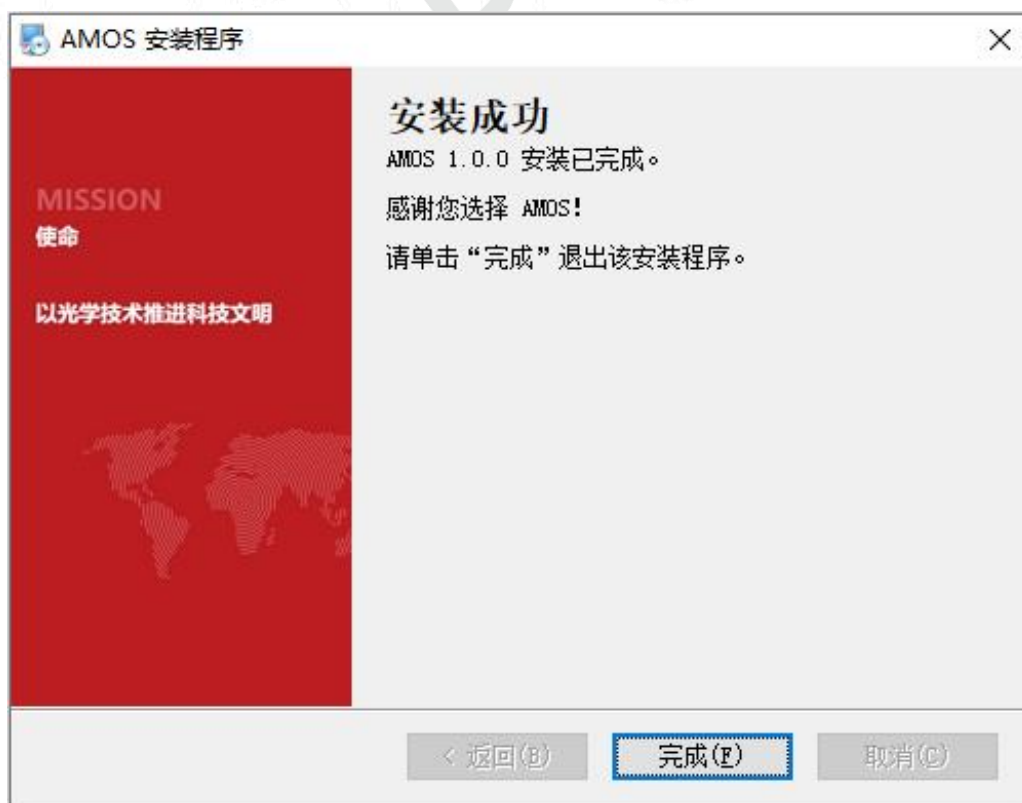 AMOS 安装程序
MISSION
使命
以光学技术推进科技文明
安装成功
AMOS 1.0.0 安装已完成。
感谢您选择 AMOS!
请单击“完成”退出该安装程序。
< 返回(B)
完成(F)
取消(C)